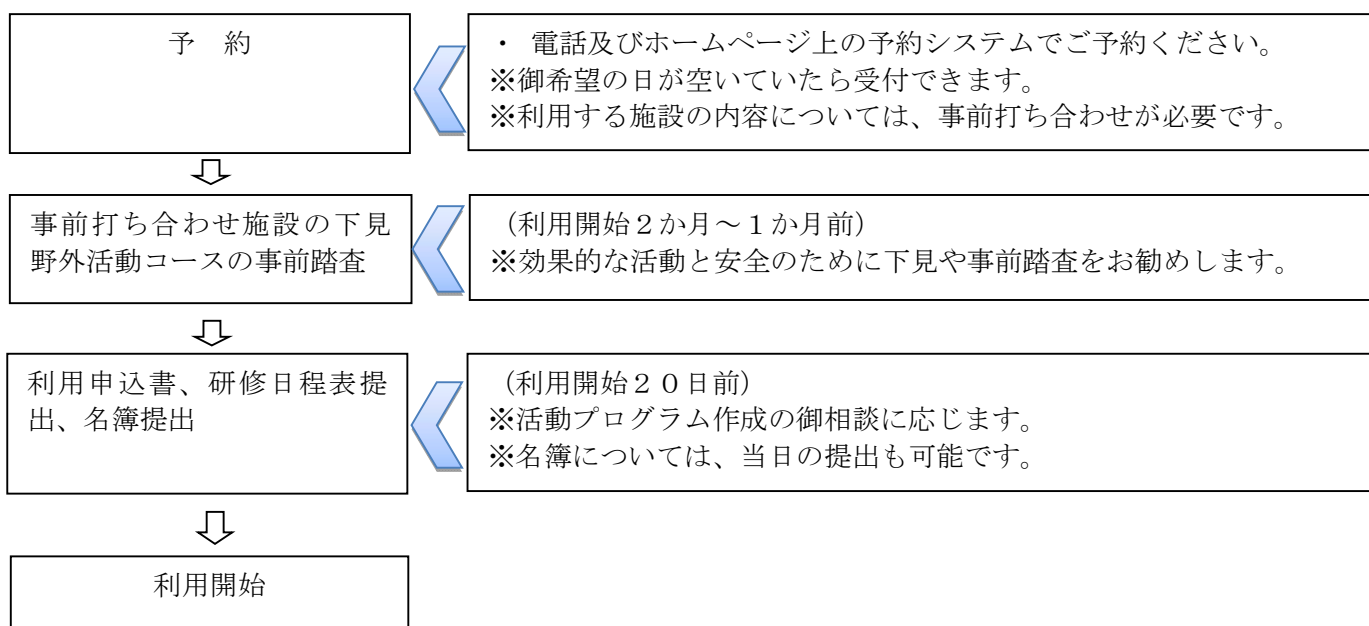 予　約
・ 電話及びホームページ上の予約システムでご予約ください。
※御希望の日が空いていたら受付できます。
※利用する施設の内容については、事前打ち合わせが必要です。
事前打ち合わせ施設の下見
野外活動コースの事前踏査
（利用開始２か月～１か月前）
※効果的な活動と安全のために下見や事前踏査をお勧めします。
利用申込書、研修日程表提
出、名簿提出
（利用開始２０日前）
※活動プログラム作成の御相談に応じます。
※名簿については、当日の提出も可能です。
利用開始